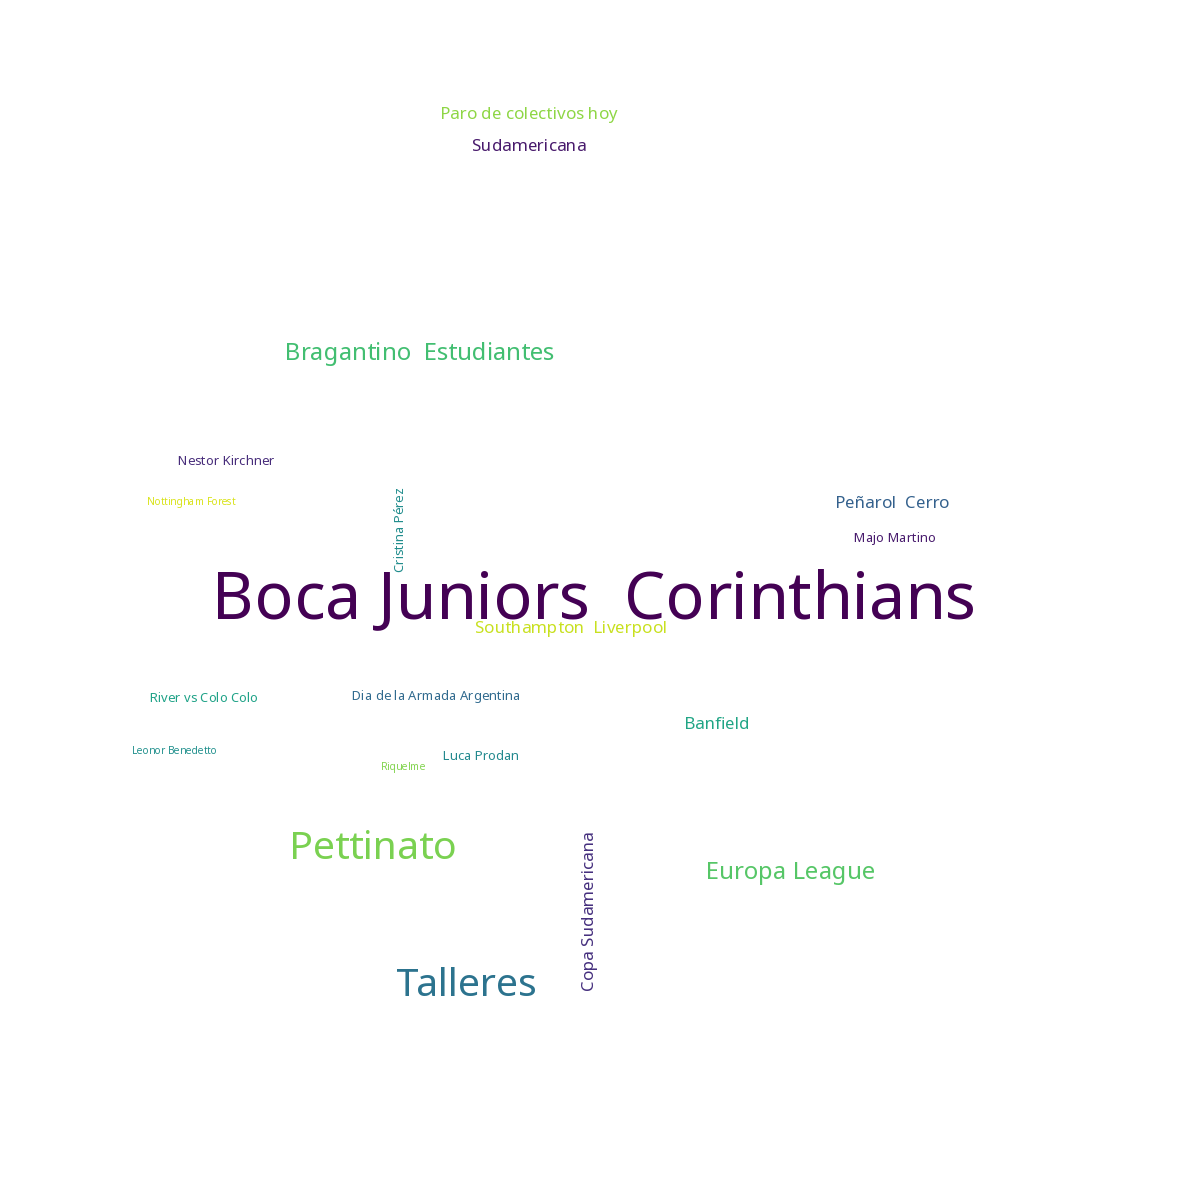 Paro de colectivos hoy
Sudamericana
Bragantino  Estudiantes
Nestor Kirchner
Nottingham Forest
Cristina Pérez
Peñarol  Cerro
Majo Martino
Boca Juniors  Corinthians
Southampton  Liverpool
River vs Colo Colo
Dia de la Armada Argentina
Banfield
Leonor Benedetto
Luca Prodan
Riquelme
Pettinato
Copa Sudamericana
Europa League
Talleres